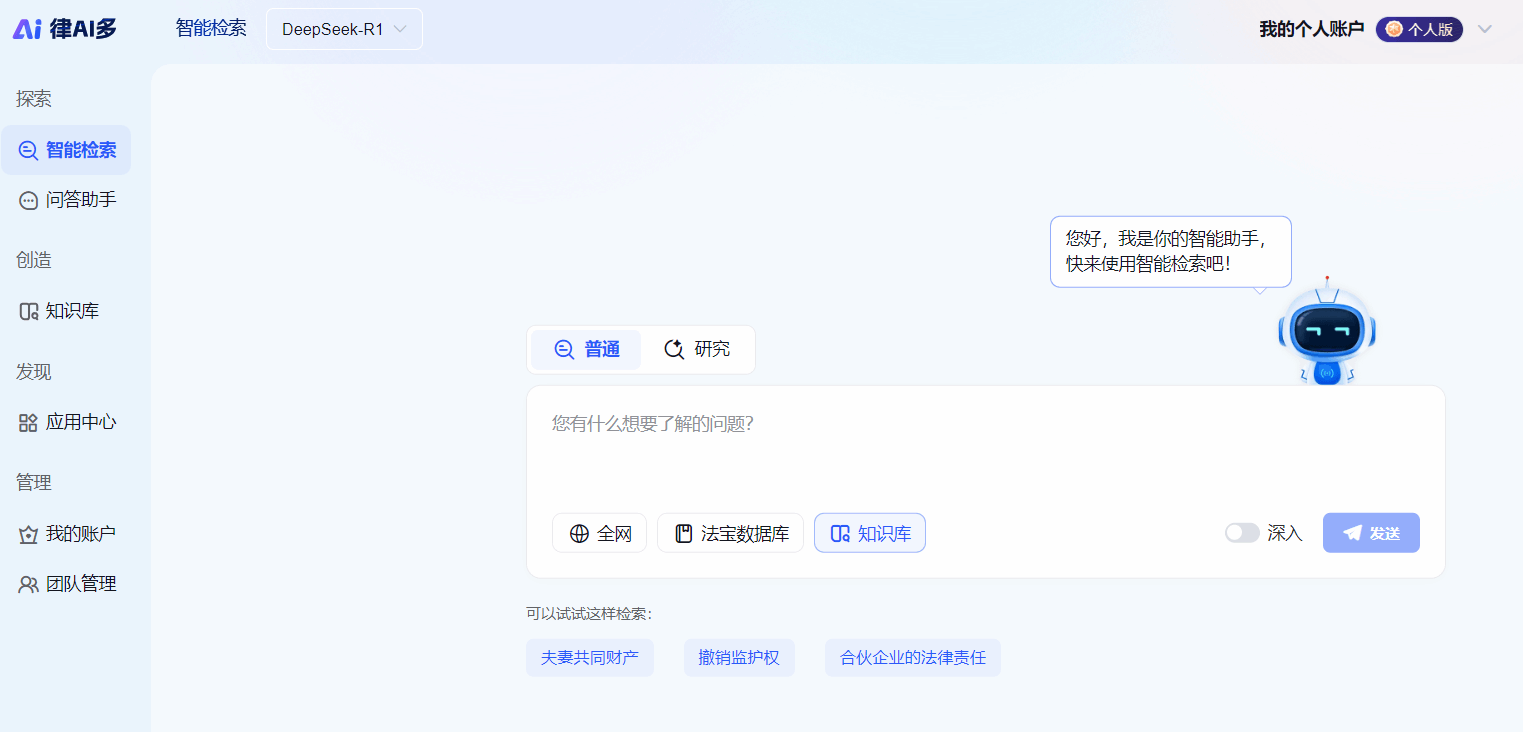 Ai 律AI多
智能检索
DeepSeek-R1
我的个人账户
个人版
探索
智能检索
问答助手
创造
知识库
发现
应用中心
管理
我的账户
团队管理
您好，我是你的智能助手，
快来使用智能检索吧！
普通
研究
您有什么想要了解的问题?
全网
法宝数据库
知识库
深入
发送
可以试试这样检索：
夫妻共同财产
撤销监护权
合伙企业的法律责任